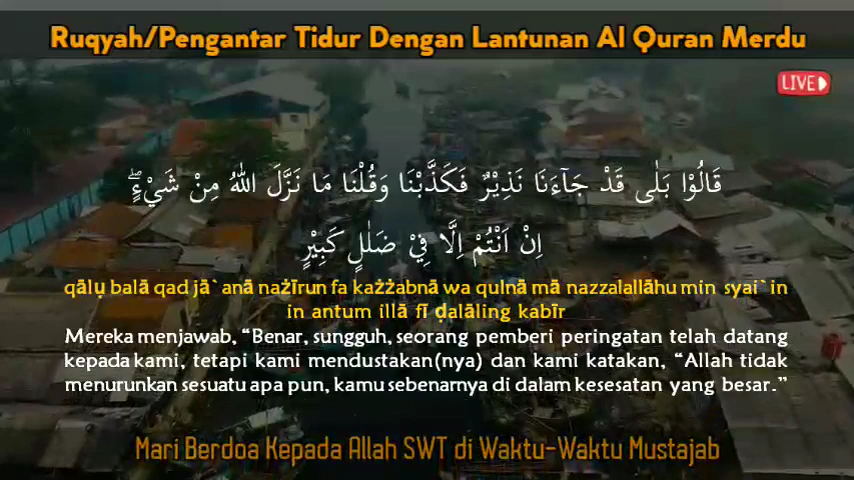 Ruqyah/Pengantar Tidur Dengan Lantunan Al Quran Merdu
LIVE
قَالُوْا بَلٰى قَدْ جَاۤءَنَا نَذِيْرٌ فَكَذَّبْنَا وَقُلْنَا مَا نَزَّلَ اللّٰهُ مِنْ شَيْءٍۖ
اِنْ اَنْتُمْ اِلَّا فِيْ ضَلٰلٍ كَبِيْرٍ
qālụ balā qad jā`anā nażīrun fa każżabnā wa qulnā mā nazzalallāhu min syai`in
in antum illā fī ḍalāling kabīr
Mereka menjawab, “Benar, sungguh, seorang pemberi peringatan telah datang
kepada kami, tetapi kami mendustakan(nya) dan kami katakan, “Allah tidak
menurunkan sesuatu apa pun, kamu sebenarnya di dalam kesesatan yang besar.”
Mari Berdoa Kepada Allah SWT di Waktu-Waktu Mustajab